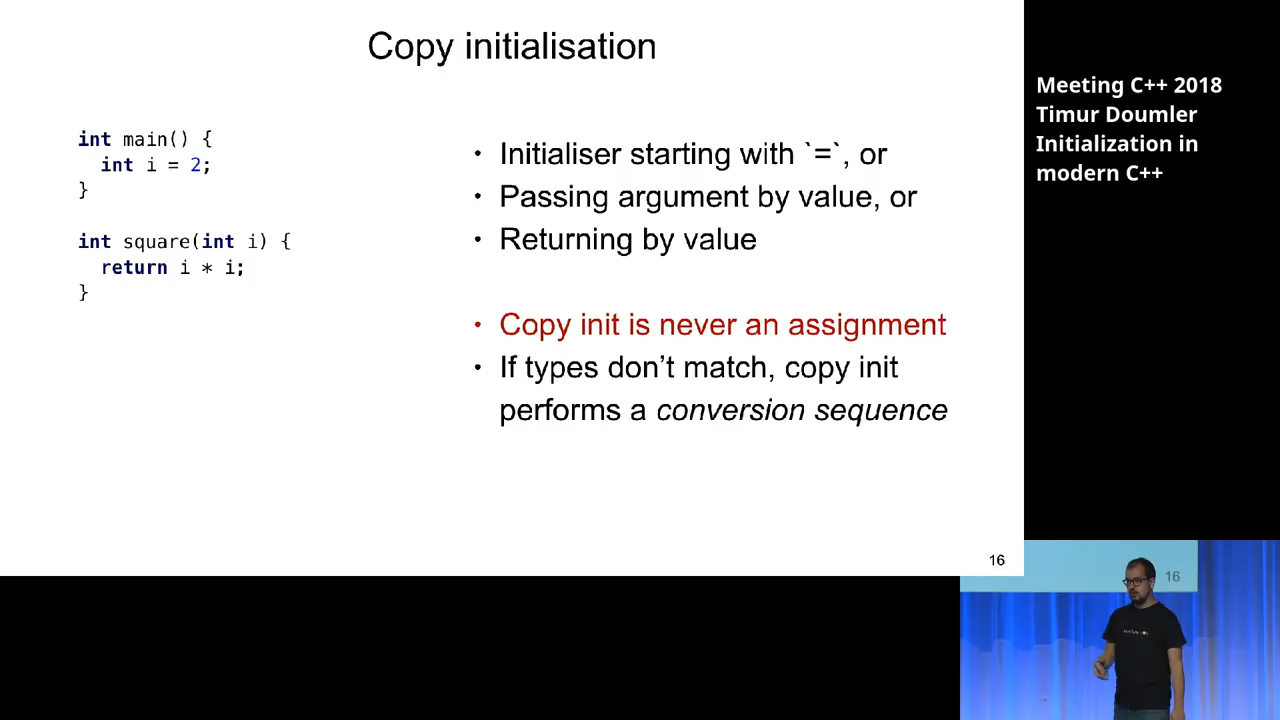 Copy initialisation
int main() {
int i = 2;
}
int square(int i) {
return i * i;
}
• Initialiser starting with `=`, or
• Passing argument by value, or
• Returning by value
• Copy init is never an assignment
• If types don’t match, copy init
performs a conversion sequence
16
Meeting C++ 2018
Timur Doumler
Initialization in
modern C++
16